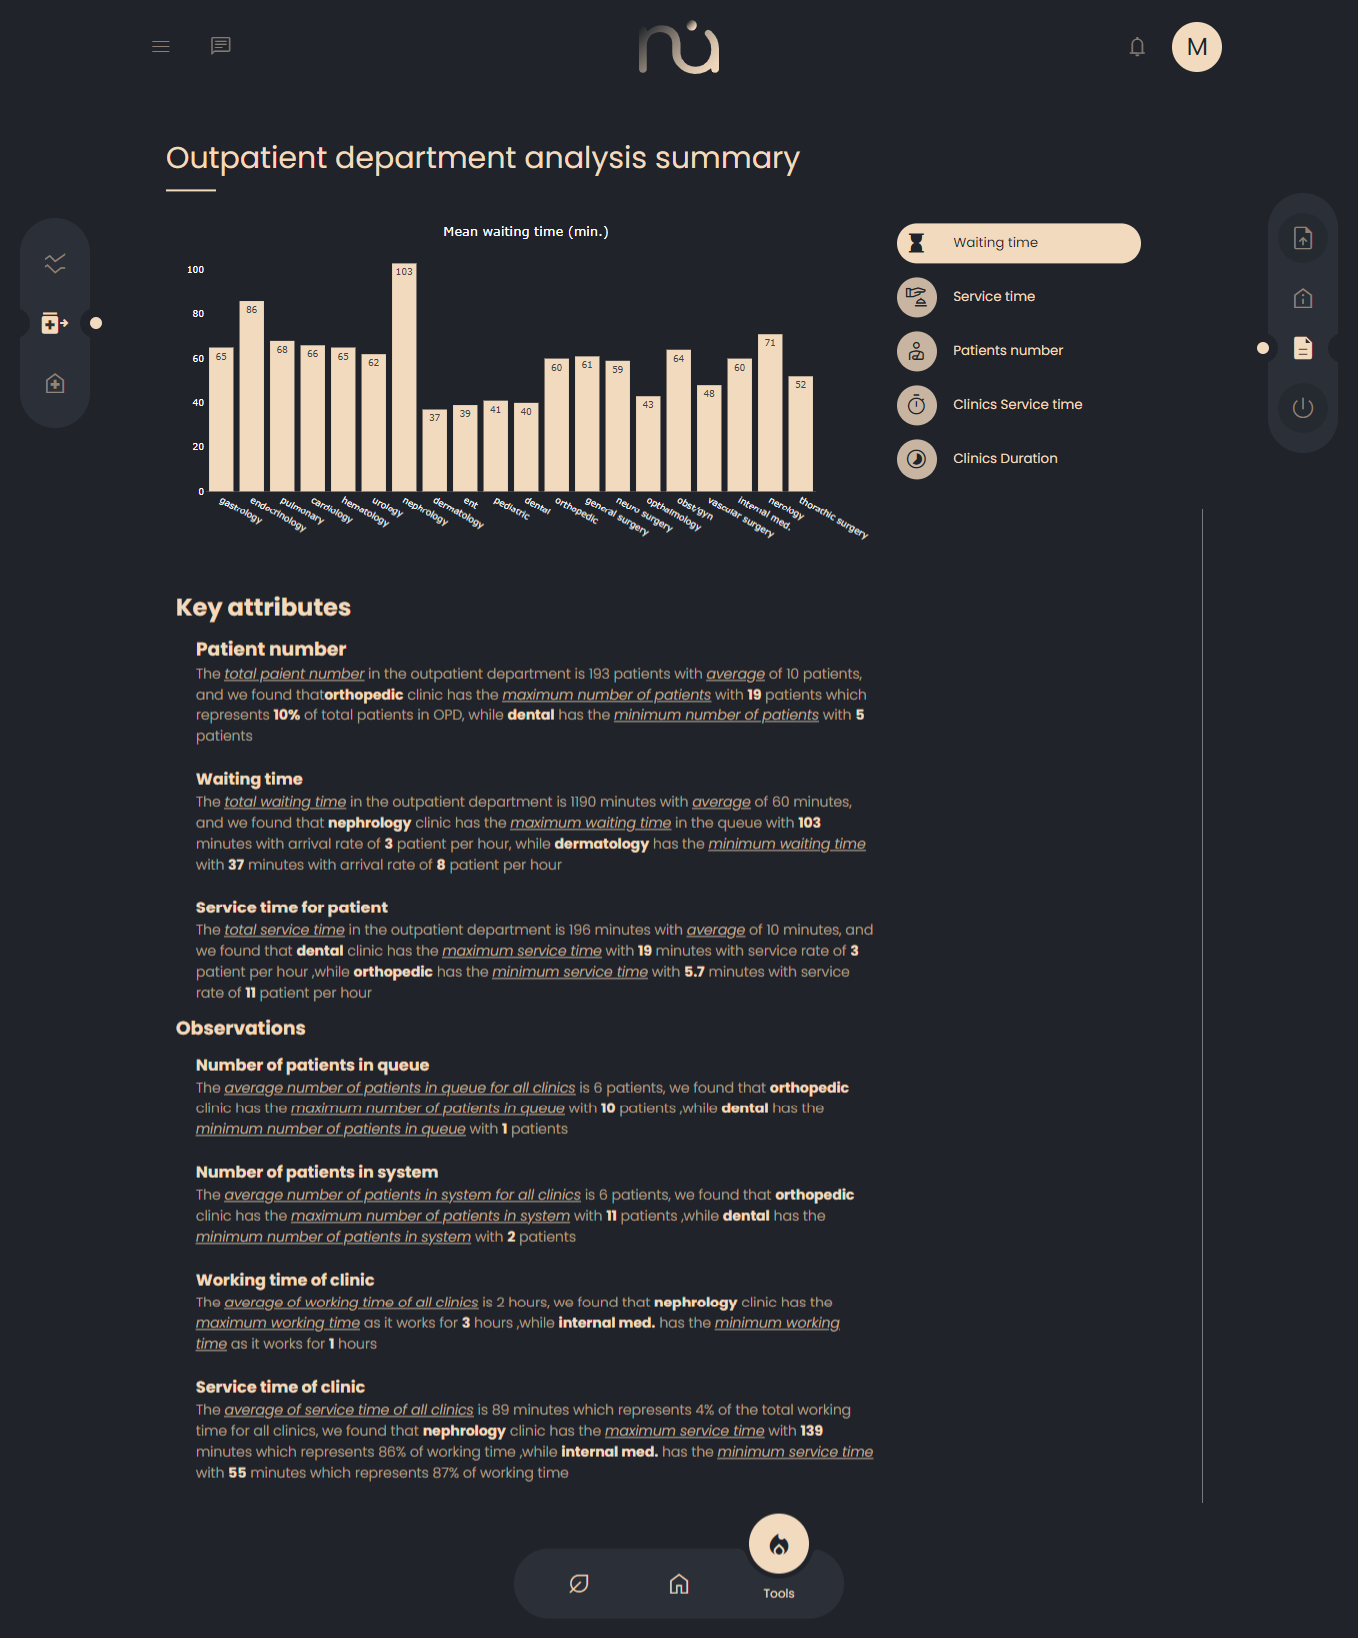 nu
M
Outpatient department analysis summary
Mean waiting time (min.)
100
80
60
40
20
0
65
86
68
66
65
62
103
37
39
41
40
60
61
59
43
64
48
60
71
52
gastrology
endocrinology
pulmonary
cardiology
hematology
urology
nephrology
dermatology
ent
pediatric
dental
orthopedic
general surgery
neuro surgery
opthalmology
obst/gyn
vascular surgery
internal med.
nerology
thorachic surgery
Waiting time
Service time
Patients number
Clinics Service time
Clinics Duration
Key attributes
Patient number
The total paient number in the outpatient department is 193 patients with average of 10 patients,
and we found thatorthopedic clinic has the maximum number of patients with 19 patients which
represents 10% of total patients in OPD, while dental has the minimum number of patients with 5
patients
Waiting time
The total waiting time in the outpatient department is 1190 minutes with average of 60 minutes,
and we found that nephrology clinic has the maximum waiting time in the queue with 103
minutes with arrival rate of 3 patient per hour, while dermatology has the minimum waiting time
with 37 minutes with arrival rate of 8 patient per hour
Service time for patient
The total service time in the outpatient department is 196 minutes with average of 10 minutes, and
we found that dental clinic has the maximum service time with 19 minutes with service rate of 3
patient per hour ,while orthopedic has the minimum service time with 5.7 minutes with service
rate of 11 patient per hour
Observations
Number of patients in queue
The average number of patients in queue for all clinics is 6 patients, we found that orthopedic
clinic has the maximum number of patients in queue with 10 patients ,while dental has the
minimum number of patients in queue with 1 patients
Number of patients in system
The average number of patients in system for all clinics is 6 patients, we found that orthopedic
clinic has the maximum number of patients in system with 11 patients ,while dental has the
minimum number of patients in system with 2 patients
Working time of clinic
The average of working time of all clinics is 2 hours, we found that nephrology clinic has the
maximum working time as it works for 3 hours ,while internal med. has the minimum working
time as it works for 1 hours
Service time of clinic
The average of service time of all clinics is 89 minutes which represents 4% of the total working
time for all clinics, we found that nephrology clinic has the maximum service time with 139
minutes which represents 86% of working time ,while internal med. has the minimum service time
with 55 minutes which represents 87% of working time
Tools